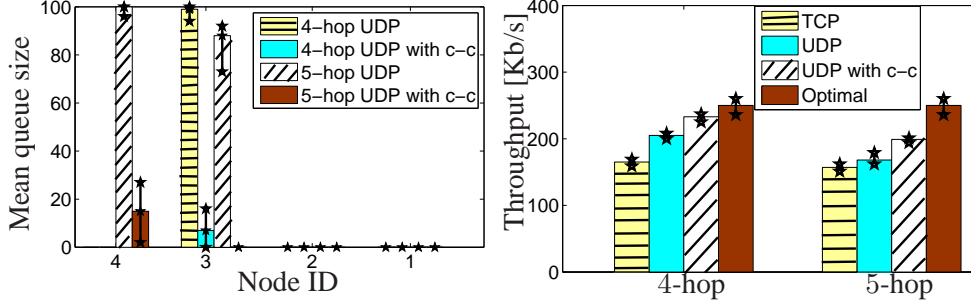 100
80
60
40
20
0
Mean queue size
4-hop UDP
4-hop UDP with c-c
5-hop UDP
5-hop UDP with c-c
4 3 2 1
Node ID
400
300
200
100
0
Throughput [Kb/s]
TCP
UDP
UDP with c-c
Optimal
4-hop 5-hop